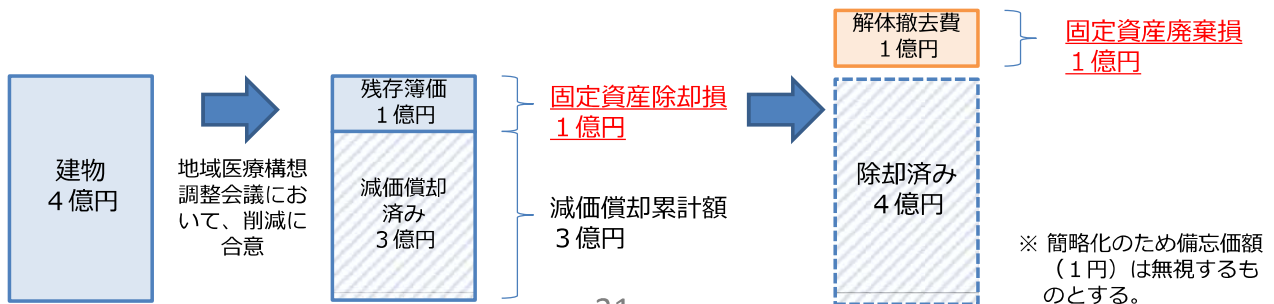 建物
４億円
地域医療構想
調整会議にお
いて、削減に
合意
残存簿価
１億円
減価償却
済み
３億円
固定資産除却損
１億円
減価償却累計額
３億円
解体撤去費
１億円
除却済み
４億円
固定資産廃棄損
１億円
※ 簡略化のため備忘価額
（１円）は無視するも
のとする。